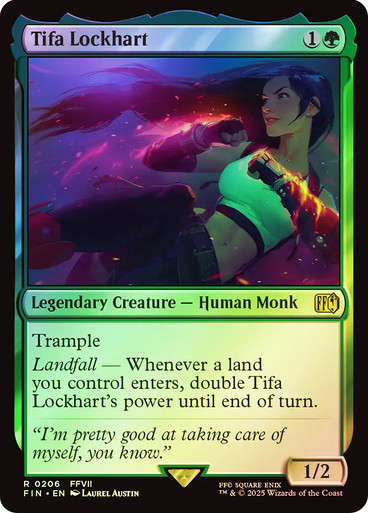 Tifa Lockhart 1
Legendary Creature — Human Monk FFC
Trample
Landfall — Whenever a land
you control enters, double Tifa
Lockhart's power until end of turn.
"I'm pretty good at taking care of
myself, you know."
1/2
R 0206 FFVII
FIN • EN Laurel Austin
FF© SQUARE ENIX
™ & © 2025 Wizards of the Coast